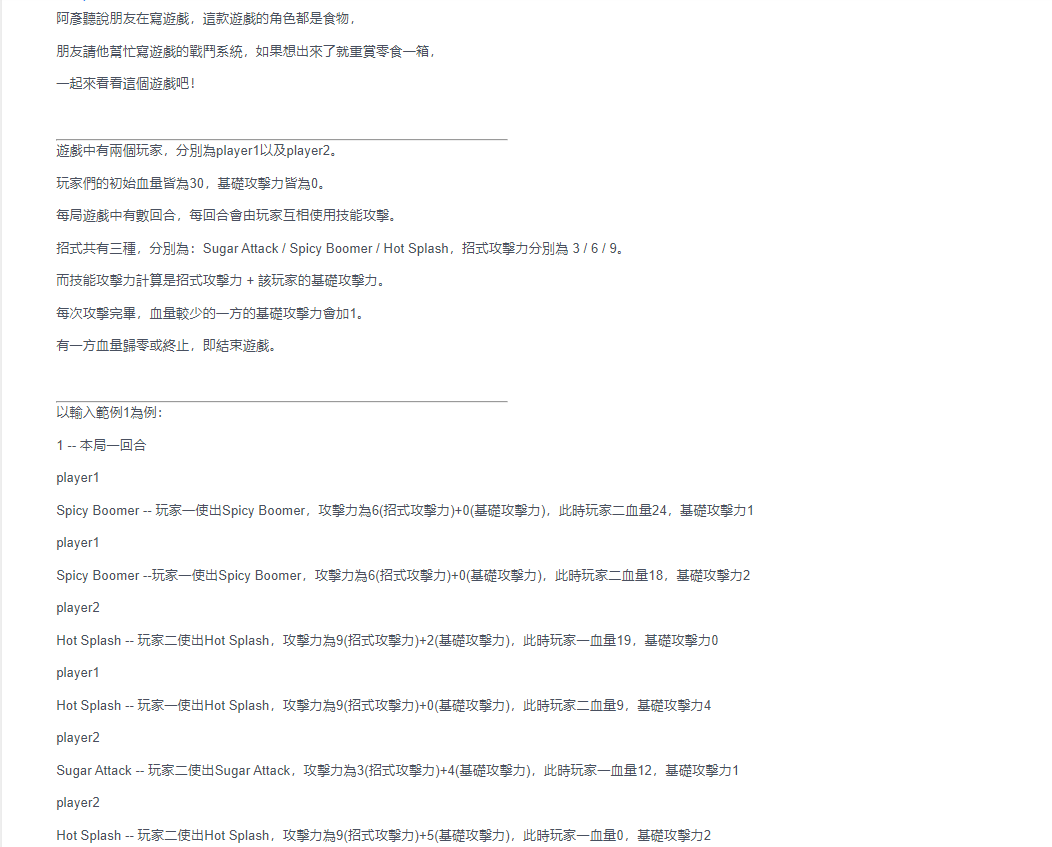 阿彥聽說朋友在寫遊戲，這款遊戲的角色都是食物，
朋友請他幫忙寫遊戲的戰鬥系統，如果想出來了就重賞零食一箱，
一起來看看這個遊戲吧！
遊戲中有兩個玩家，分別為player1以及player2。
玩家們的初始血量皆為30，基礎攻擊力皆為0。
每局遊戲中有數回合，每回合會由玩家互相使用技能攻擊。
招式共有三種，分別為：Sugar Attack / Spicy Boomer / Hot Splash，招式攻擊力分別為 3 / 6 / 9。
而技能攻擊力計算是招式攻擊力 + 該玩家的基礎攻擊力。
每次攻擊完畢，血量較少的一方的基礎攻擊力會加1。
有一方血量歸零或終止，即結束遊戲。
以輸入範例1為例：
1 -- 本局一回合
player1
Spicy Boomer -- 玩家一使出Spicy Boomer，攻擊力為6(招式攻擊力)+0(基礎攻擊力)，此時玩家二血量24，基礎攻擊力1
player1
Spicy Boomer --玩家一使出Spicy Boomer，攻擊力為6(招式攻擊力)+0(基礎攻擊力)，此時玩家二血量18，基礎攻擊力2
player2
Hot Splash -- 玩家二使出Hot Splash，攻擊力為9(招式攻擊力)+2(基礎攻擊力)，此時玩家一血量19，基礎攻擊力0
player1
Hot Splash -- 玩家一使出Hot Splash，攻擊力為9(招式攻擊力)+0(基礎攻擊力)，此時玩家二血量9，基礎攻擊力4
player2
Sugar Attack -- 玩家二使出Sugar Attack，攻擊力為3(招式攻擊力)+4(基礎攻擊力)，此時玩家一血量12，基礎攻擊力1
player2
Hot Splash -- 玩家二使出Hot Splash，攻擊力為9(招式攻擊力)+5(基礎攻擊力)，此時玩家一血量0，基礎攻擊力2